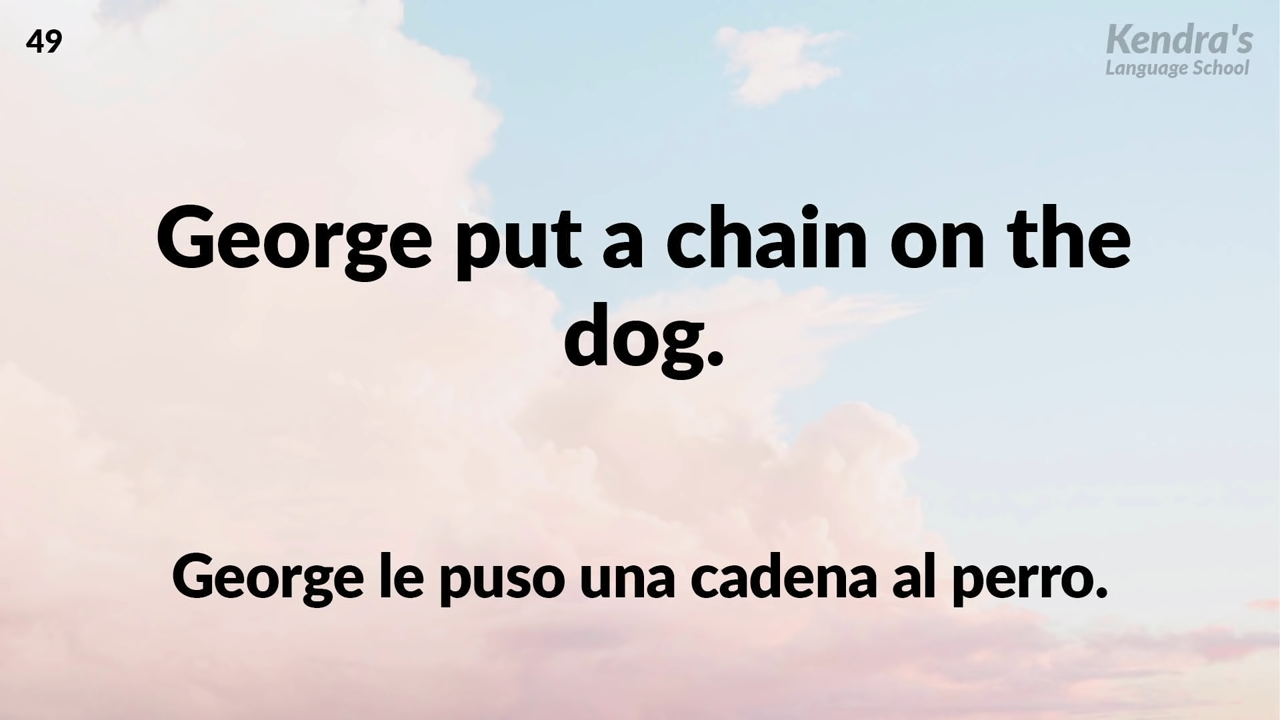 49
Kendra's
Language School
George put a chain on the
dog.
George le puso una cadena al perro.